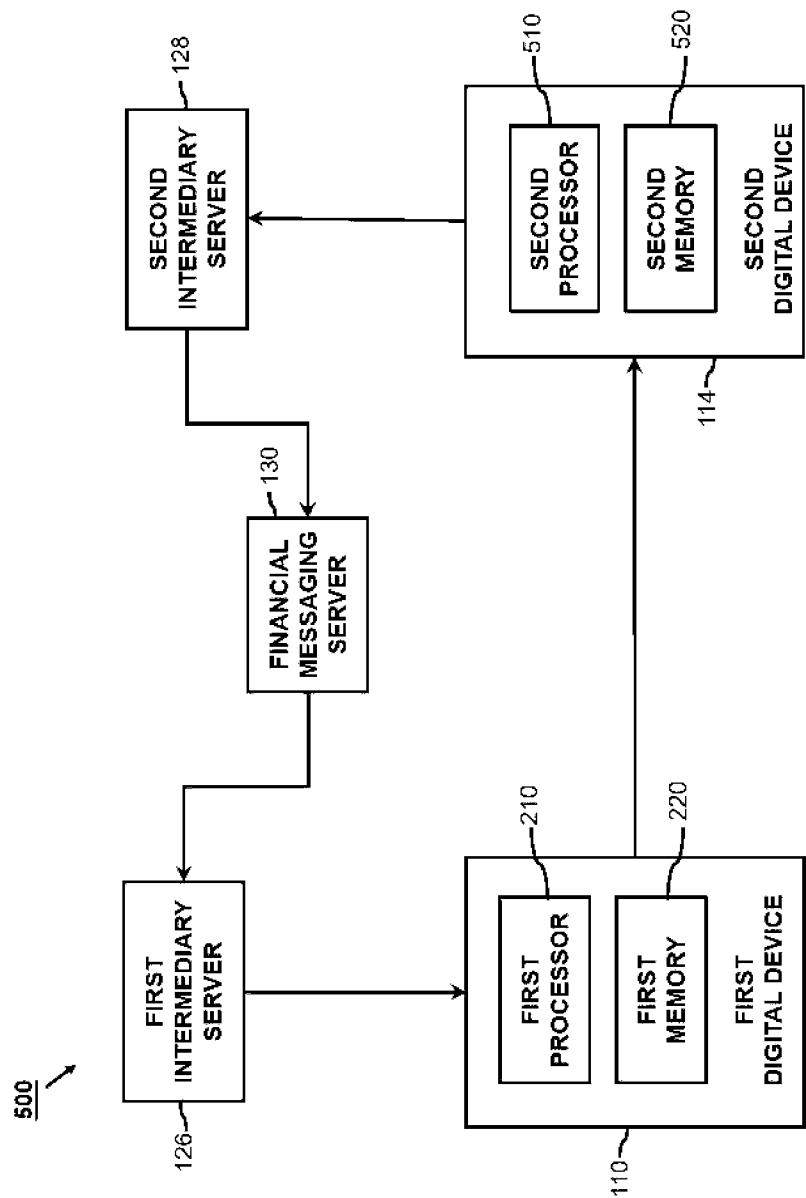 500
126
FIRST
INTERMEDIARY
SERVER
130
FINANCIAL
MESSAGING
SERVER
128
SECOND
INTERMEDIARY
SERVER
110
FIRST
PROCESSOR
210
FIRST
MEMORY
220
FIRST
DIGITAL DEVICE
114
SECOND
PROCESSOR
510
SECOND
MEMORY
520
SECOND
DIGITAL DEVICE